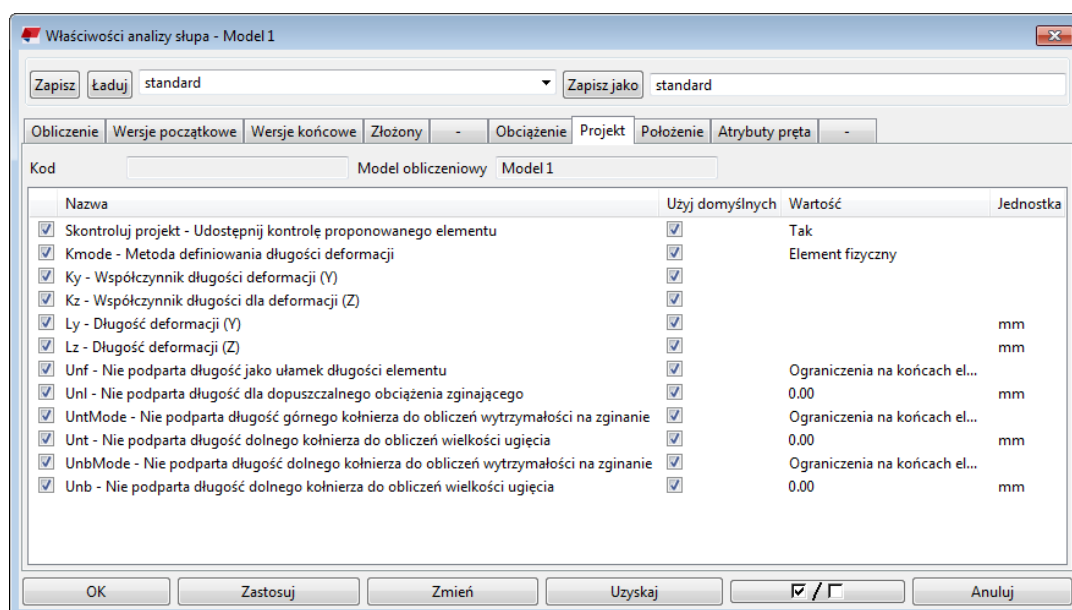 Właściwości analizy słupa - Model 1
Zapisz Ładuj standard Zapisz jako standard
Obliczenie Wersje początkowe Wersje końcowe Złożony - Obciążenie Projekt Położenie Atrybuty pręta -
Kod Model obliczeniowy Model 1
Nazwa Użyj domyślnych Wartość Jednostka
Skontroluj projekt - Udostępnij kontrolę proponowanego elementu Tak
Kmode - Metoda definiowania długości deformacji Element fizyczny
Ky - Współczynnik długości deformacji (Y)
Kz - Współczynnik długości dla deformacji (Z)
Ly - Długość deformacji (Y) mm
Lz - Długość deformacji (Z) mm
Unf - Nie podparta długość jako ułamek długości elementu Ograniczenia na końcach el...
Unl - Nie podparta długość dla dopuszczalnego obciążenia zginającego 0.00 mm
UntMode - Nie podparta długość górnego kołnierza do obliczeń wytrzymałości na zginanie Ograniczenia na końcach el...
Unt - Nie podparta długość dolnego kołnierza do obliczeń wielkości ugięcia 0.00 mm
UnbMode - Nie podparta długość dolnego kołnierza do obliczeń wytrzymałości na zginanie Ograniczenia na końcach el...
Unb - Nie podparta długość dolnego kołnierza do obliczeń wielkości ugięcia 0.00 mm
OK Zastosuj Zmień Uzyskaj / Anuluj